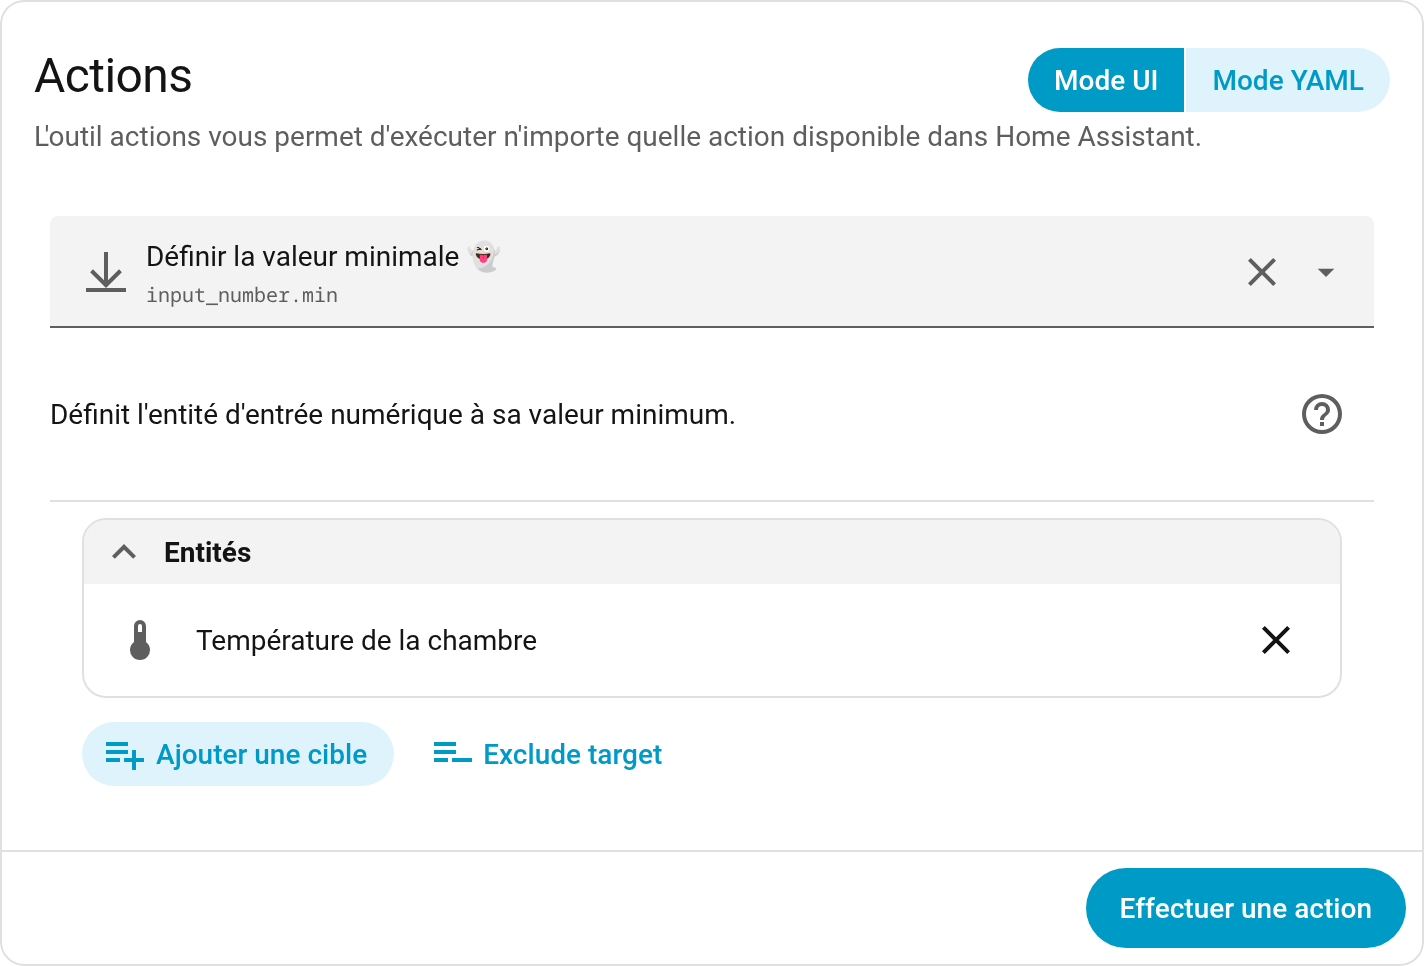 Actions
Mode UI
Mode YAML
L'outil actions vous permet d'exécuter n'importe quelle action disponible dans Home Assistant.
Définir la valeur minimale 👻
input_number.min
Définit l'entité d'entrée numérique à sa valeur minimum.
Entités
Température de la chambre
Ajouter une cible
Exclude target
Effectuer une action